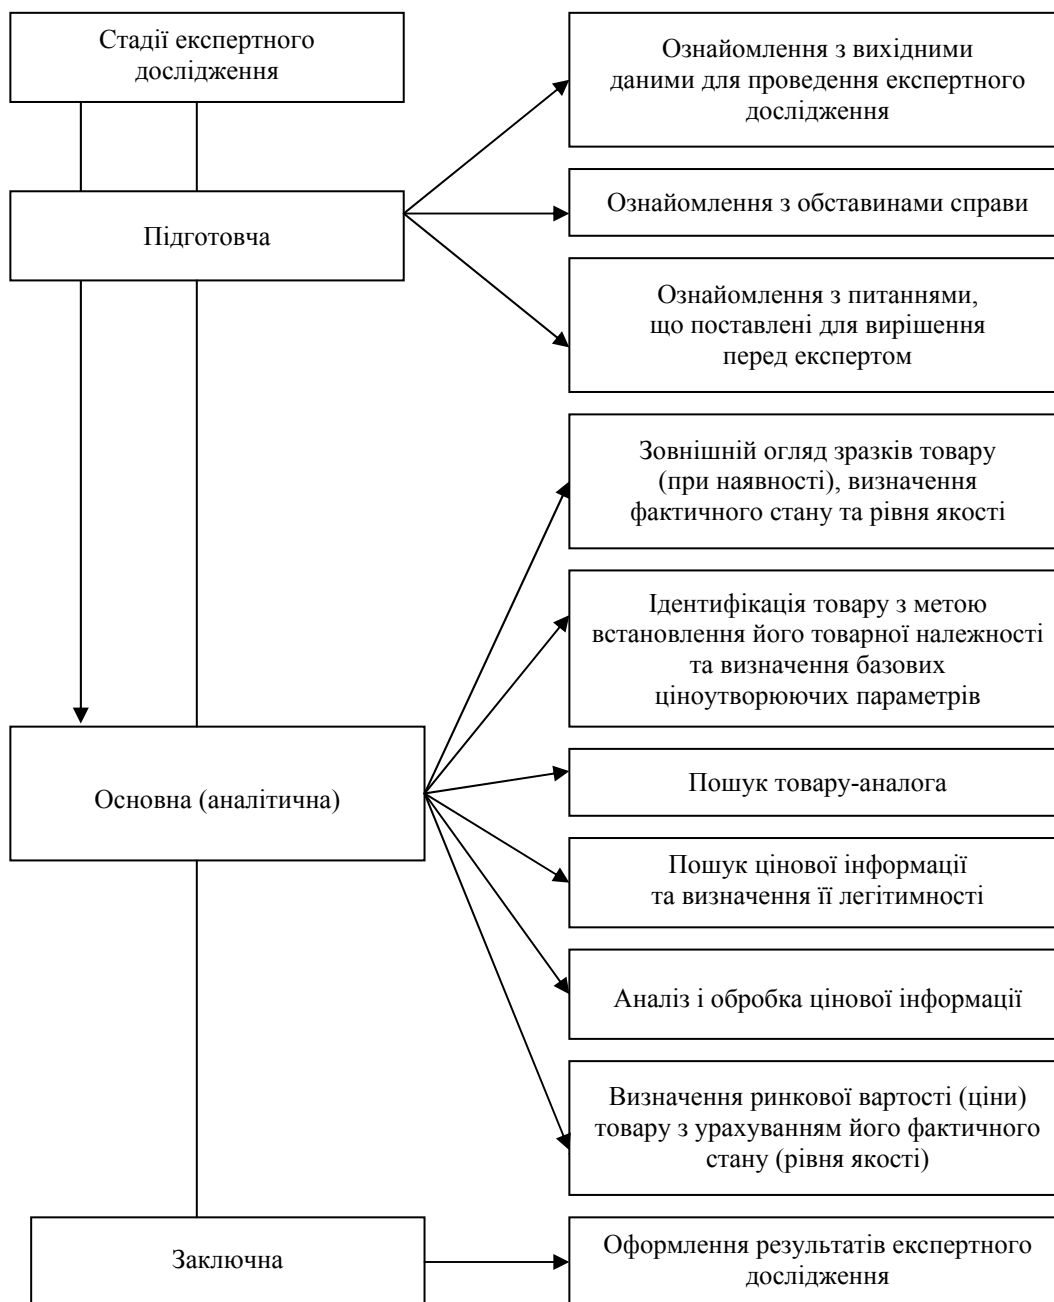 Стадії експертного
дослідження
Ознайомлення з вихідними
даними для проведення експертного
дослідження
Підготовча
Ознайомлення з обставинами справи
Ознайомлення з питаннями,
що поставлені для вирішення
перед експертом
Зовнішній огляд зразків товару
(при наявності), визначення
фактичного стану та рівня якості
Ідентифікація товару з метою
встановлення його товарної належності
та визначення базових
ціноутворюючих параметрів
Основна (аналітична)
Пошук товару-аналога
Пошук цінової інформації
та визначення її легітимності
Аналіз і обробка цінової інформації
Визначення ринкової вартості (ціни)
товару з урахуванням його фактичного
стану (рівня якості)
Заключна
Оформлення результатів експертного
дослідження